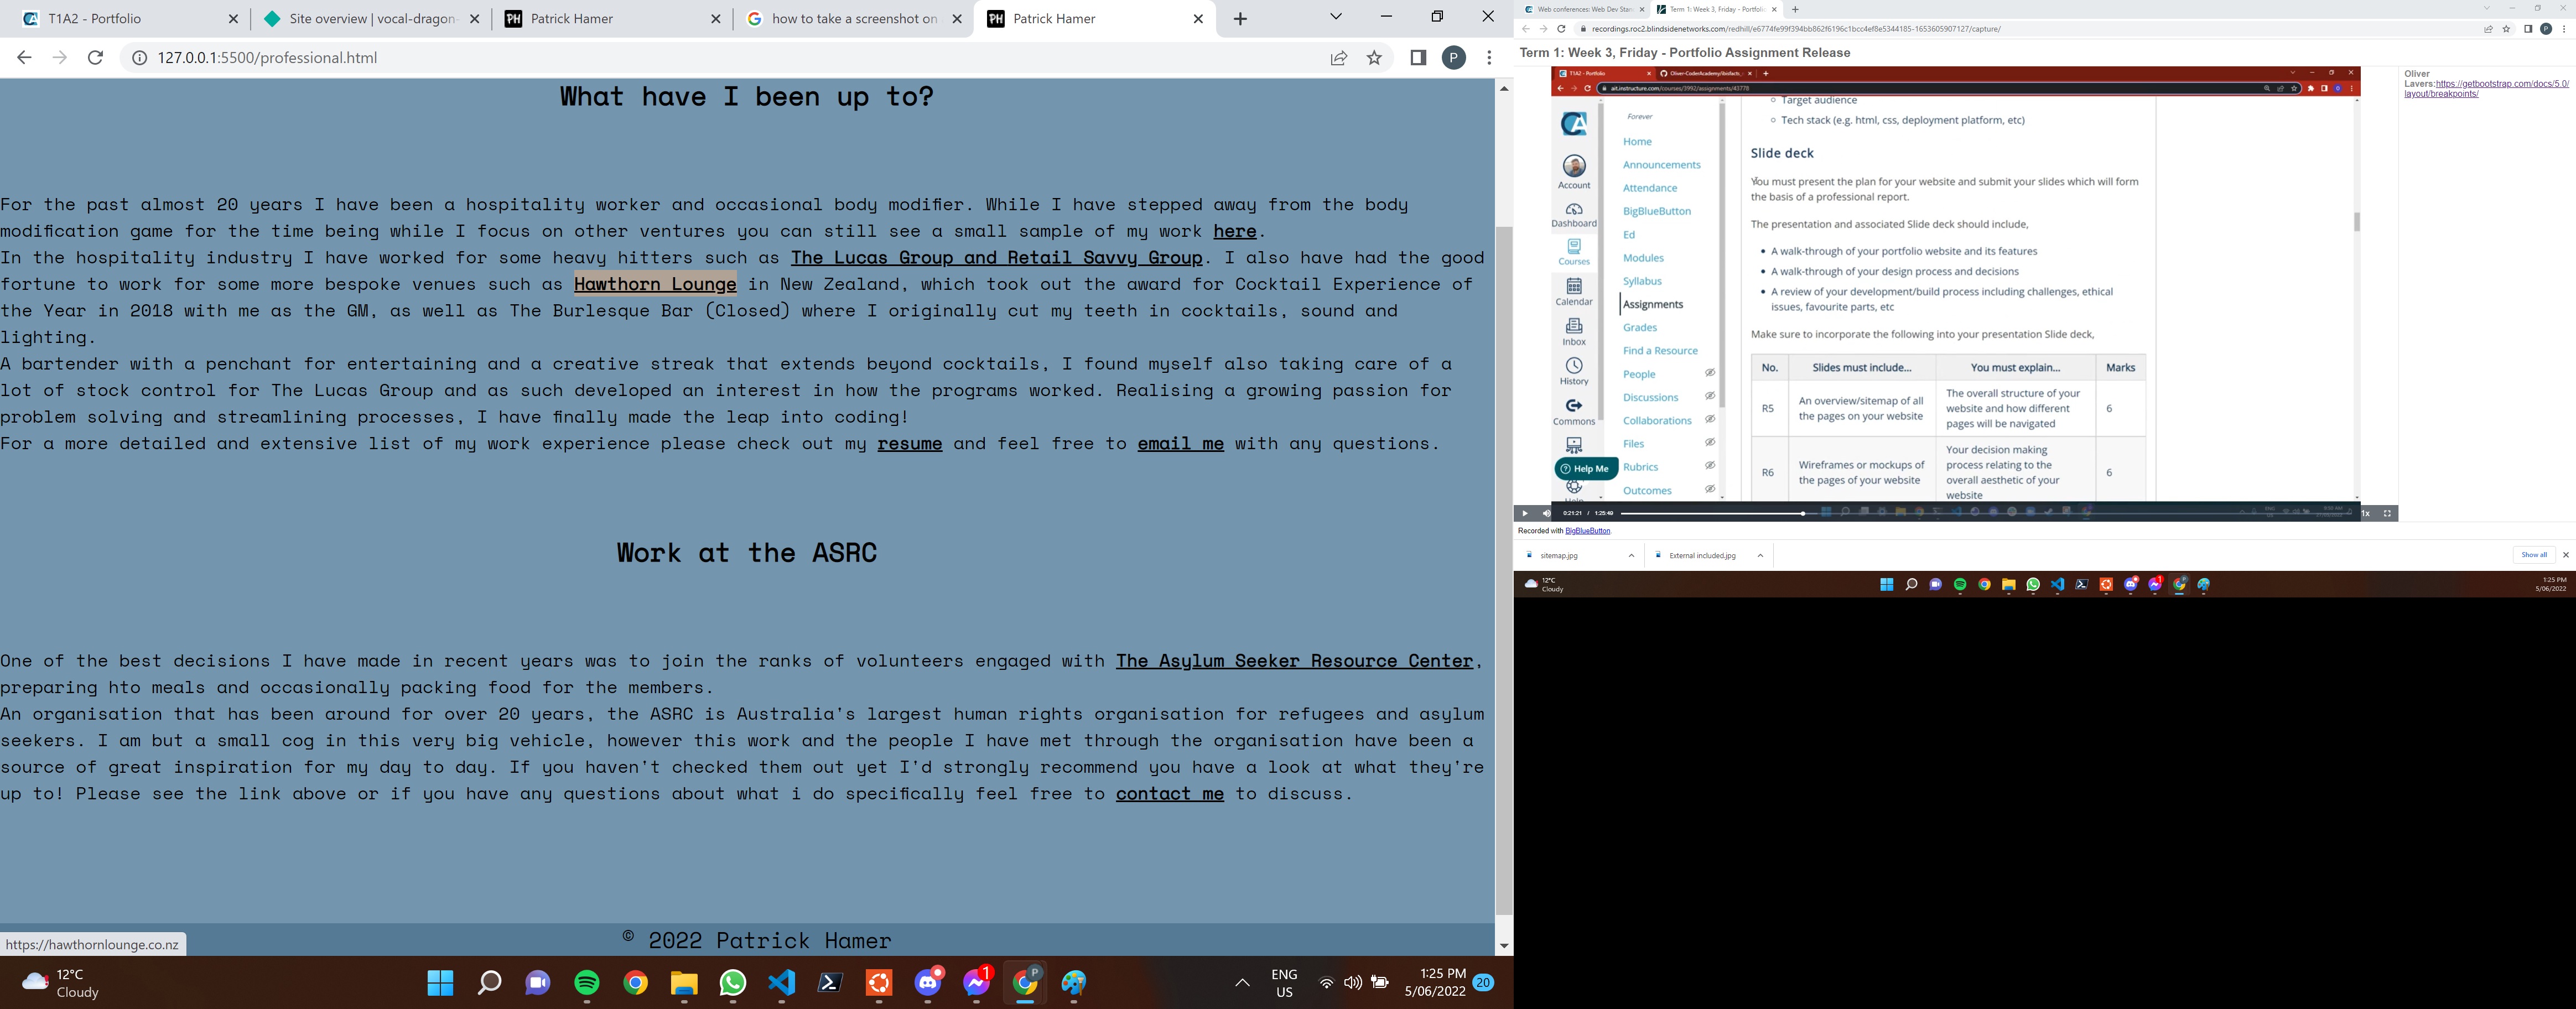 T1A2 - Portfolio
Site overview | vocal-dragon-
Patrick Hamer
how to take a screenshot on
Patrick Hamer
127.0.0.1:5500/professional.html
P
What have I been up to?
For the past almost 20 years I have been a hospitality worker and occasional body modifier. While I have stepped away from the body
modification game for the time being while I focus on other ventures you can still see a small sample of my work here.
In the hospitality industry I have worked for some heavy hitters such as The Lucas Group and Retail Savvy Group. I also have had the good
fortune to work for some more bespoke venues such as Hawthorn Lounge in New Zealand, which took out the award for Cocktail Experience of
the Year in 2018 with me as the GM, as well as The Burlesque Bar (Closed) where I originally cut my teeth in cocktails, sound and
lighting.
A bartender with a penchant for entertaining and a creative streak that extends beyond cocktails, I found myself also taking care of a
lot of stock control for The Lucas Group and as such developed an interest in how the programs worked. Realising a growing passion for
problem solving and streamlining processes, I have finally made the leap into coding!
For a more detailed and extensive list of my work experience please check out my resume and feel free to email me with any questions.
Work at the ASRC
One of the best decisions I have made in recent years was to join the ranks of volunteers engaged with The Asylum Seeker Resource Center,
preparing hto meals and occasionally packing food for the members.
An organisation that has been around for over 20 years, the ASRC is Australia's largest human rights organisation for refugees and asylum
seekers. I am but a small cog in this very big vehicle, however this work and the people I have met through the organisation have been a
source of great inspiration for my day to day. If you haven't checked them out yet I'd strongly recommend you have a look at what they're
up to! Please see the link above or if you have any questions about what i do specifically feel free to contact me to discuss.
© 2022 Patrick Hamer
https://hawthornlounge.co.nz
12°C
Cloudy
1
P
ENG
US
1:25 PM
5/06/2022
20
Web conferences: Web Dev Stan
Term 1: Week 3, Friday - Portfolio
recordings.roc2.blindsidenetworks.com/redhill/e6774fe99f394bb862f6196c1bcc4ef8e5344185-1653605907127/capture/
Term 1: Week 3, Friday - Portfolio Assignment Release
T1A2 - Portfolio
ait.instructure.com/courses/3992/assignments/43778
Account
Dashboard
Courses
Calendar
Inbox
History
Commons
Help Me
Forever
Home
Announcements
Attendance
BigBlueButton
Ed
Modules
Syllabus
Assignments
Grades
Find a Resource
People
Discussions
Collaborations
Files
Rubrics
Outcomes
Target audience
Tech stack (e.g. html, css, deployment platform, etc)
Slide deck
You must present the plan for your website and submit your slides which will form
the basis of a professional report.
The presentation and associated Slide deck should include,
A walk-through of your portfolio website and its features
A walk-through of your design process and decisions
A review of your development/build process including challenges, ethical
issues, favourite parts, etc
Make sure to incorporate the following into your presentation Slide deck,
No. Slides must include... You must explain... Marks
R5 An overview/sitemap of all the pages on your website The overall structure of your website and how different pages will be navigated 6
R6 Wireframes or mockups of the pages of your website Your decision making process relating to the overall aesthetic of your website 6
0:21:21 / 1:25:49
1x
Oliver
Lavers:https://getbootstrap.com/docs/5.0/
layout/breakpoints/
Recorded with BigBlueButton.
sitemap.jpg
External included.jpg
Show all
12°C
Cloudy
1:25 PM
5/06/2022